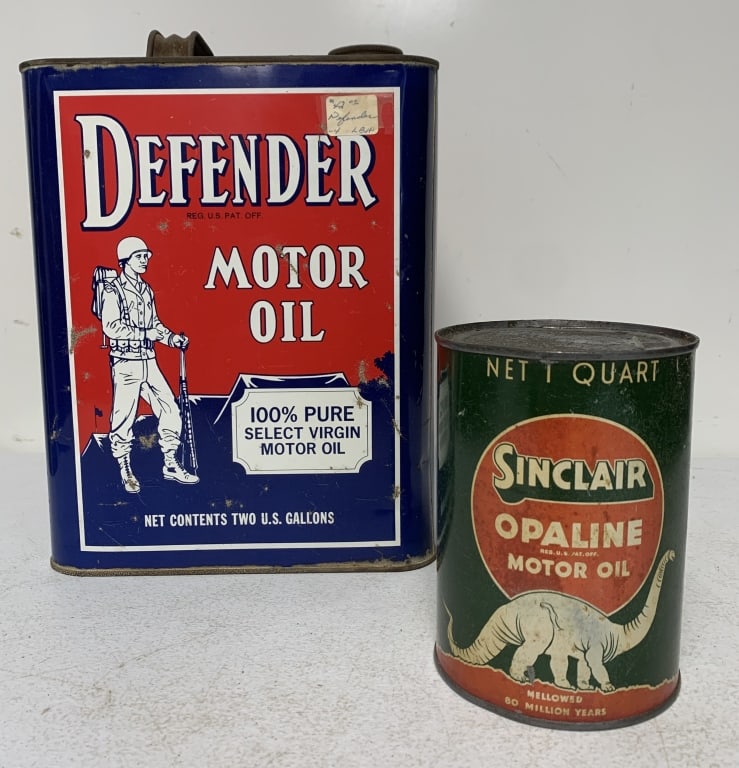 Defender
DEFENDER
REG. U.S. PAT. OFF.
MOTOR
OIL
100% PURE
SELECT VIRGIN
MOTOR OIL
NET CONTENTS TWO U.S. GALLONS
NET 1 QUART
SINCLAIR
OPALINE
REG. U.S. PAT. OFF.
MOTOR OIL
MELLOWED
80 MILLION YEARS